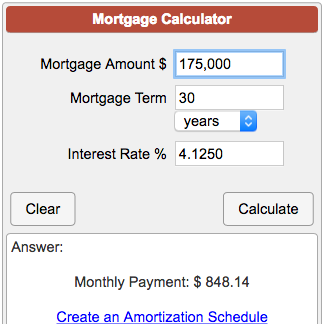 Mortgage Calculator
Mortgage Amount $ 175,000
Mortgage Term 30
years
Interest Rate % 4.1250
Clear Calculate
Answer:
Monthly Payment: $ 848.14
Create an Amortization Schedule